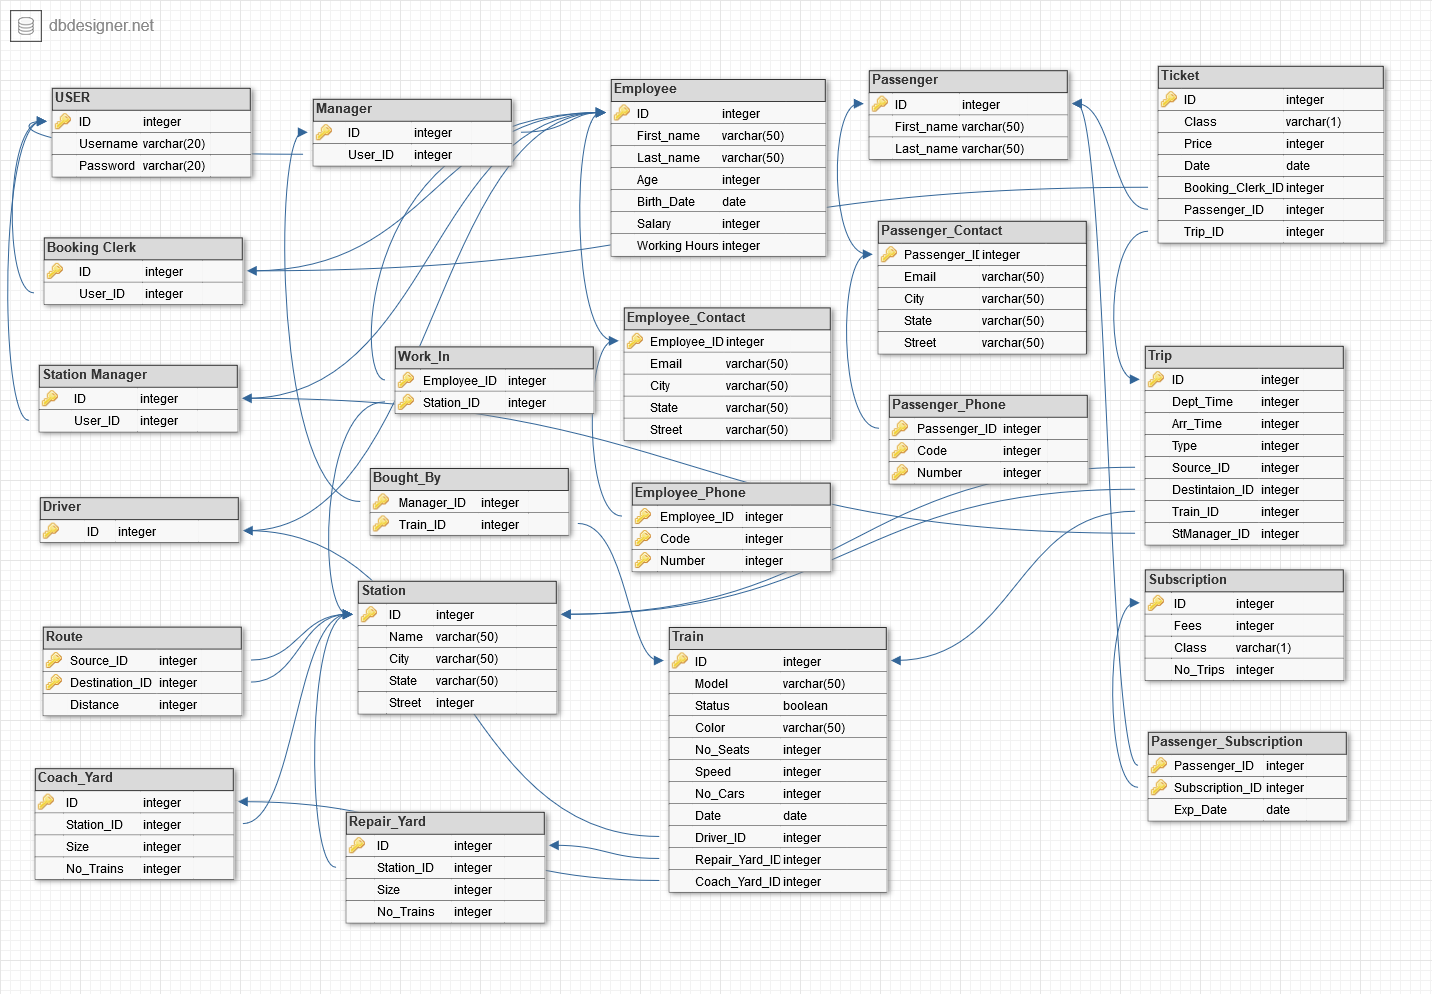 dbdesigner.net
USER
ID integer
Username varchar(20)
Password varchar(20)
Manager
ID integer
User_ID integer
Employee
ID integer
First_name varchar(50)
Last_name varchar(50)
Age integer
Birth_Date date
Salary integer
Working Hours integer
Passenger
ID integer
First_name varchar(50)
Last_name varchar(50)
Ticket
ID integer
Class varchar(1)
Price integer
Date date
Booking_Clerk_ID integer
Passenger_ID integer
Trip_ID integer
Booking Clerk
ID integer
User_ID integer
Passenger_Contact
Passenger_ID integer
Email varchar(50)
City varchar(50)
State varchar(50)
Street varchar(50)
Employee_Contact
Employee_ID integer
Email varchar(50)
City varchar(50)
State varchar(50)
Street varchar(50)
Work_In
Employee_ID integer
Station_ID integer
Station Manager
ID integer
User_ID integer
Passenger_Phone
Passenger_ID integer
Code integer
Number integer
Trip
ID integer
Dept_Time integer
Arr_Time integer
Type integer
Source_ID integer
Destintaion_ID integer
Train_ID integer
StManager_ID integer
Bought_By
Manager_ID integer
Train_ID integer
Employee_Phone
Employee_ID integer
Code integer
Number integer
Driver
ID integer
Station
ID integer
Name varchar(50)
City varchar(50)
State varchar(50)
Street integer
Subscription
ID integer
Fees integer
Class varchar(1)
No_Trips integer
Route
Source_ID integer
Destination_ID integer
Distance integer
Train
ID integer
Model varchar(50)
Status boolean
Color varchar(50)
No_Seats integer
Speed integer
No_Cars integer
Date date
Driver_ID integer
Repair_Yard_ID integer
Coach_Yard_ID integer
Passenger_Subscription
Passenger_ID integer
Subscription_ID integer
Exp_Date date
Coach_Yard
ID integer
Station_ID integer
Size integer
No_Trains integer
Repair_Yard
ID integer
Station_ID integer
Size integer
No_Trains integer